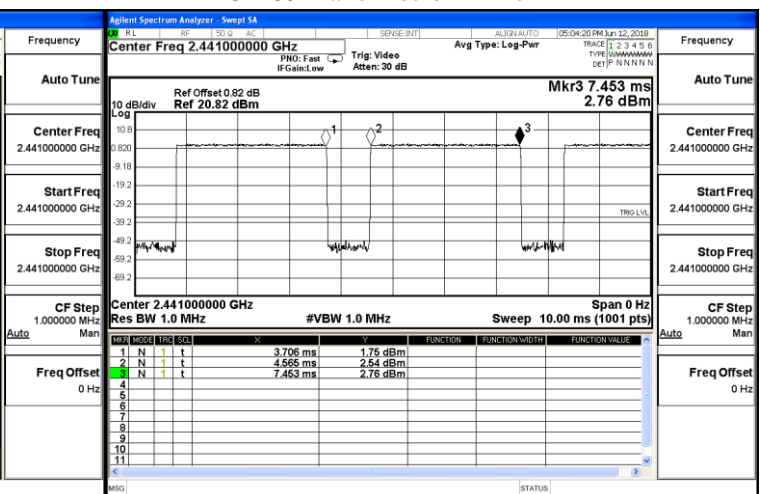 Agilent Spectrum Analyzer - Swept SA
RL RF 50 Ω AC SENSE:INT ALIGN AUTO 05:04:20 PM Jun 12, 2018
Center Freq 2.441000000 GHz
PNO: Fast
IFGain:Low
Trig: Video
Atten: 30 dB
Avg Type: Log-Pwr
TRACE 1 2 3 4 5 6
TYPE
DET P N N N N N
Ref Offset 0.82 dB
Ref 20.82 dBm
10 dB/div
Log
Mkr3 7.453 ms
2.76 dBm
10.8
0.820
-9.18
-19.2
-29.2
-39.2
-49.2
-59.2
-69.2
1
2
3
TRIG LVL
Center 2.441000000 GHz Span 0 Hz
Res BW 1.0 MHz #VBW 1.0 MHz Sweep 10.00 ms (1001 pts)
MKR MODE TRC SCL X Y FUNCTION FUNCTION WIDTH FUNCTION VALUE
1 N 1 t 3.706 ms 1.75 dBm
2 N 1 t 4.565 ms 2.54 dBm
3 N 1 t 7.453 ms 2.76 dBm
4
5
6
7
8
9
10
11
MSG STATUS
Frequency
Auto Tune
Center Freq
2.441000000 GHz
Start Freq
2.441000000 GHz
Stop Freq
2.441000000 GHz
CF Step
1.000000 MHz
Auto Man
Freq Offset
0 Hz
Frequency
Auto Tune
Center Freq
2.441000000 GHz
Start Freq
2.441000000 GHz
Stop Freq
2.441000000 GHz
CF Step
1.000000 MHz
Auto Man
Freq Offset
0 Hz